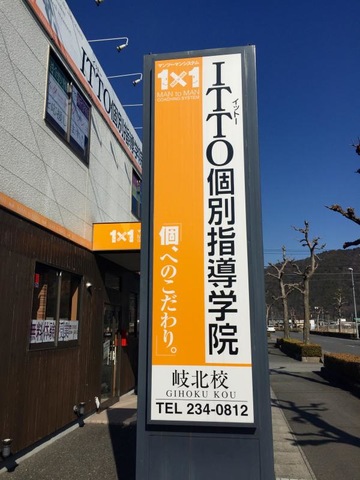 マンツーマンシステム
1×1
MAN to MAN
COACHING SYSTEM
ITTO個別指導学院
イットー
「個」へのこだわり。
岐北校
GIHOKU KOU
TEL 234-0812
ITTO個別指導学院
1×1